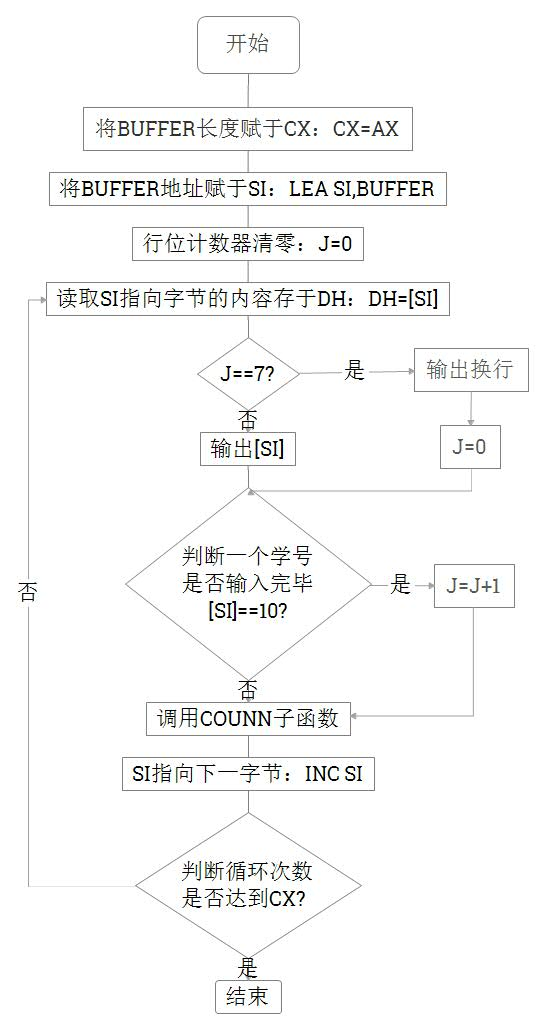 开始
将BUFFER长度赋于CX：CX=AX
将BUFFER地址赋于SI：LEA SI,BUFFER
行位计数器清零：J=0
读取SI指向字节的内容存于DH：DH=[SI]
J==7?
是
输出换行
否
输出[SI]
J=0
判断一个学号
是否输入完毕
[SI]==10?
是
J=J+1
否
否
调用COUNN子函数
SI指向下一字节：INC SI
判断循环次数
是否达到CX?
是
结束